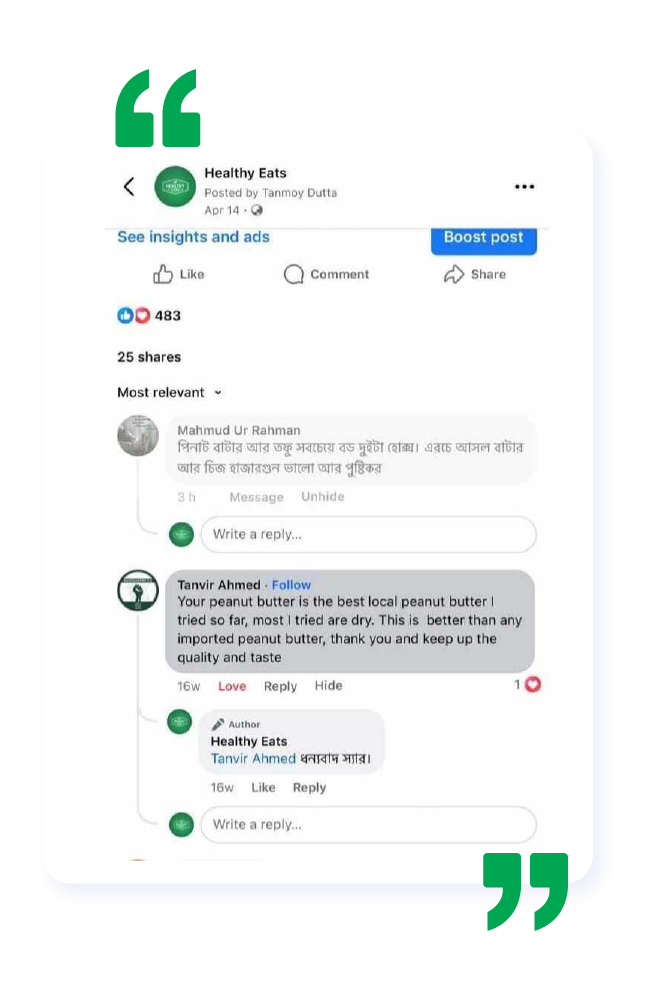 Healthy Eats
Posted by Tanmoy Dutta
Apr 14 ·
See insights and ads
Boost post
Like
Comment
Share
483
25 shares
Most relevant
Mahmud Ur Rahman
পিনাট বাটার আর তফু সবচেয়ে বড় দুইটা হোক্স। এরচে আসল বাটার
আর চিজ হাজারগুন ভালো আর পুষ্টিকর
3 h Message Unhide
Write a reply...
Tanvir Ahmed · Follow
Your peanut butter is the best local peanut butter I
tried so far, most I tried are dry. This is better than any
imported peanut butter, thank you and keep up the
quality and taste
16w Love Reply Hide 1
Author
Healthy Eats
Tanvir Ahmed ধন্যবাদ স্যার।
16w Like Reply
Write a reply...